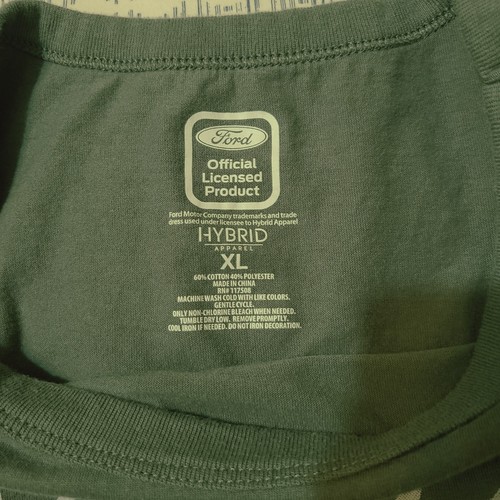 Ford
Official
Licensed
Product
Ford Motor Company trademarks and trade
dress used under licensee to Hybrid Apparel
HYBRID
APPAREL
XL
60% COTTON 40% POLYESTER
MADE IN CHINA
RN# 117508
MACHINE WASH COLD WITH LIKE COLORS.
GENTLE CYCLE.
ONLY NON-CHLORINE BLEACH WHEN NEEDED.
TUMBLE DRY LOW. REMOVE PROMPTLY.
COOL IRON IF NEEDED. DO NOT IRON DECORATION.